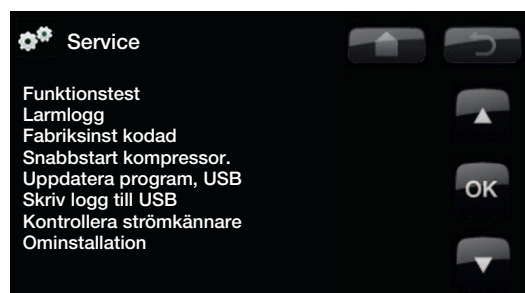 Service
Funktionstest
Larmlogg
Fabriksinst kodad
Snabbstart kompressor.
Uppdatera program, USB
Skriv logg till USB
OK
Kontrollera strömkännare
Ominstallation